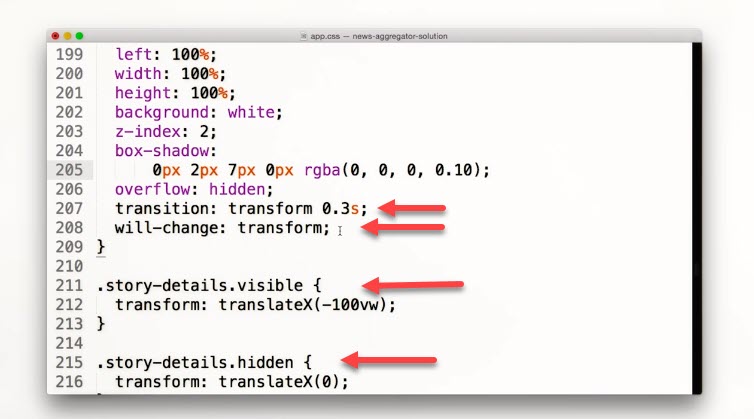 app.css — news-aggregator-solution
199 left: 100%;
200 width: 100%;
201 height: 100%;
202 background: white;
203 z-index: 2;
204 box-shadow:
205 0px 2px 7px 0px rgba(0, 0, 0, 0.10);
206 overflow: hidden;
207 transition: transform 0.3s;
208 will-change: transform;
209 }
210
211 .story-details.visible {
212 transform: translateX(-100vw);
213 }
214
215 .story-details.hidden {
216 transform: translateX(0);